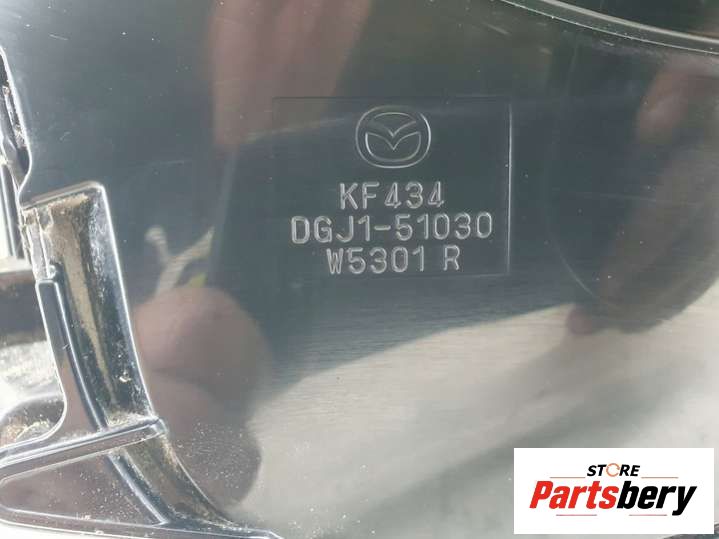 KF434
DGJ1-51030
W5301 R
STORE
Partsbery